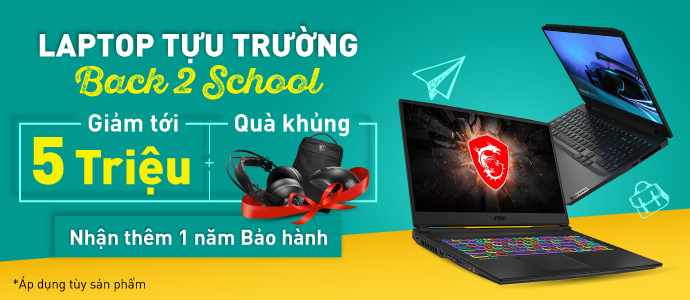 LAPTOP TỰU TRƯỜNG
Back 2 School
Giảm tới
5 Triệu
+
Quà khủng
Nhận thêm 1 năm Bảo hành
*Áp dụng tùy sản phẩm
msi